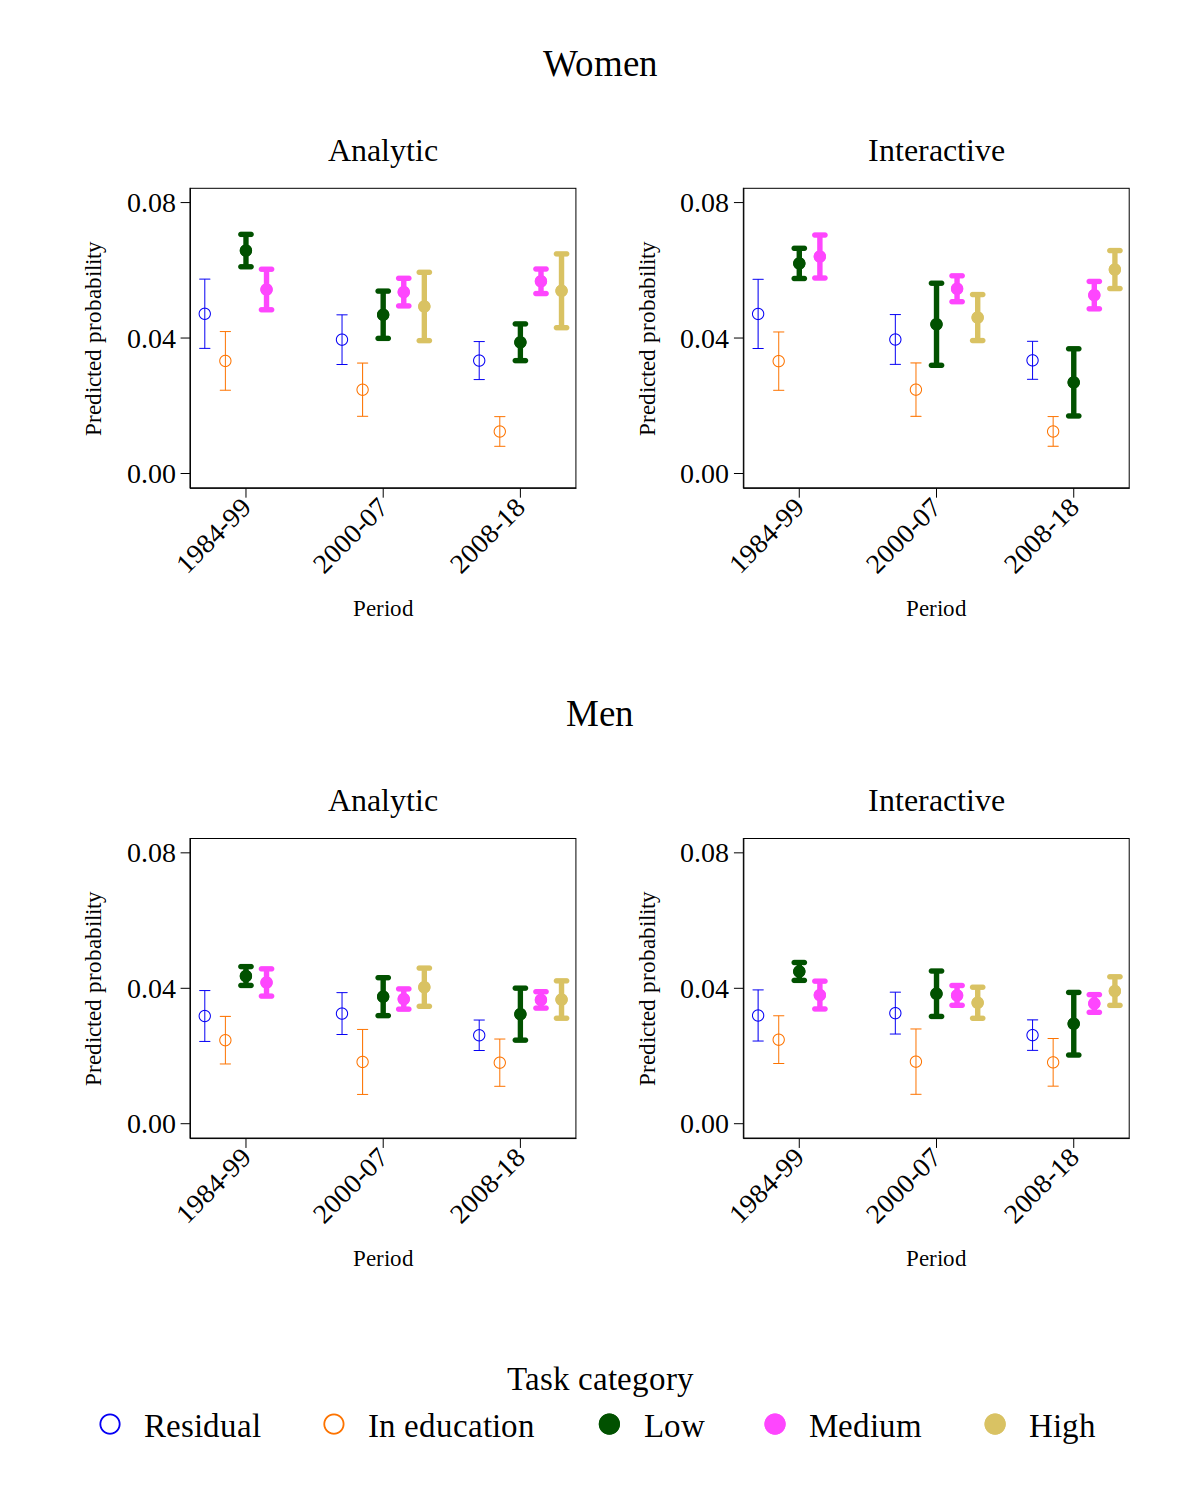 Women
Analytic
Interactive
0.08
0.04
0.00
Predicted probability
1984-99
2000-07
2008-18
Period
0.08
0.04
0.00
Predicted probability
1984-99
2000-07
2008-18
Period
Men
Analytic
Interactive
0.08
0.04
0.00
Predicted probability
1984-99
2000-07
2008-18
Period
0.08
0.04
0.00
Predicted probability
1984-99
2000-07
2008-18
Period
Task category
Residual In education Low Medium High